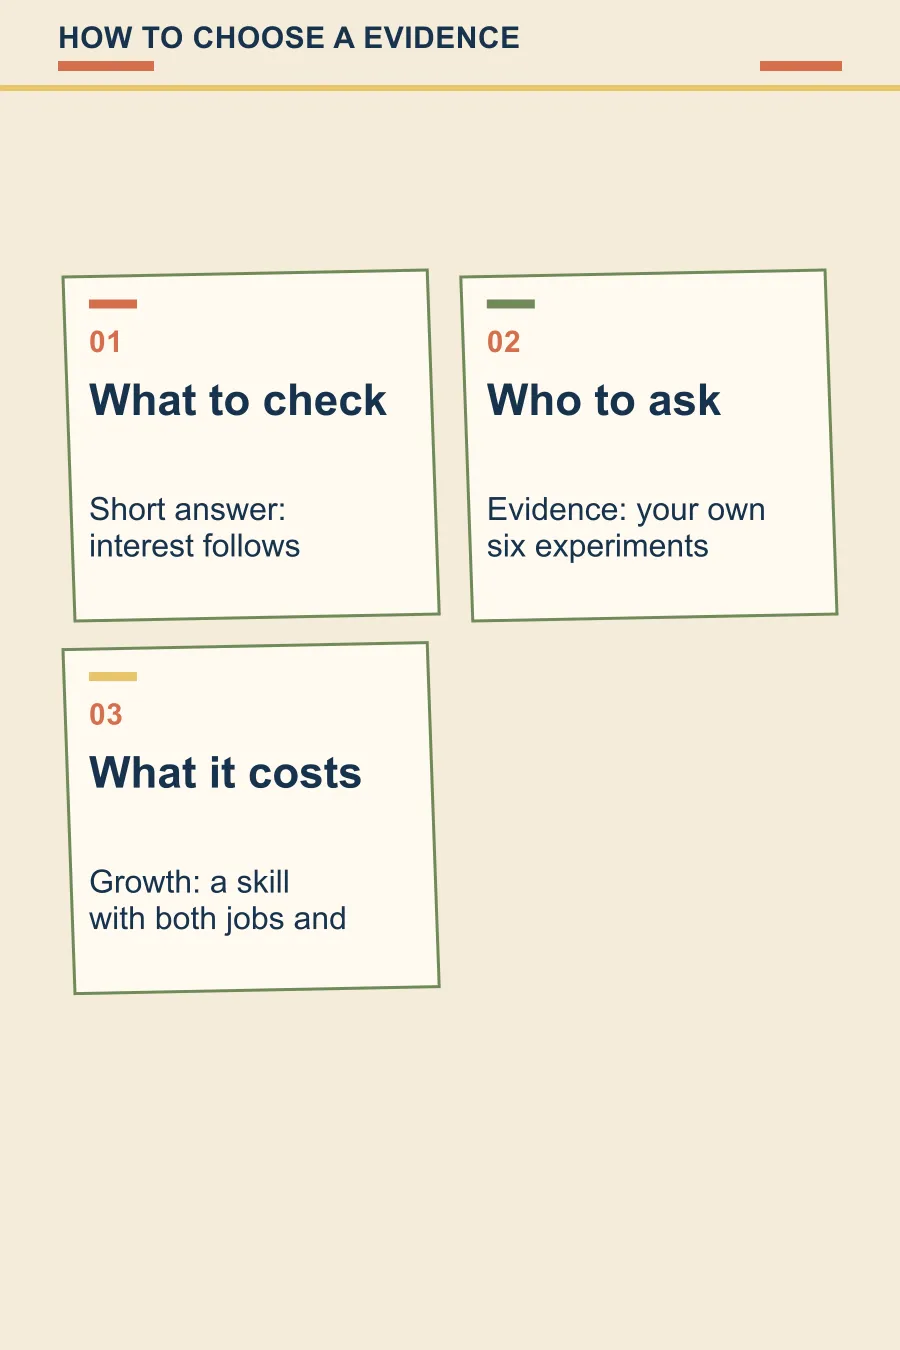 HOW TO CHOOSE A EVIDENCE
01
What to check
Short answer:
interest follows
02
Who to ask
Evidence: your own
six experiments
03
What it costs
Growth: a skill
with both jobs and